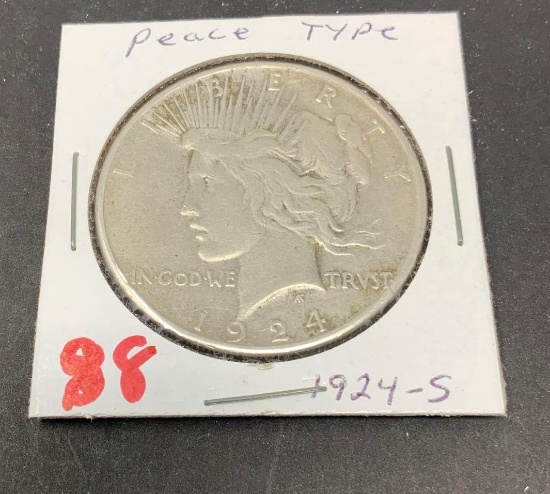 Peace Type
LIBERTY
IN·GOD·WE TRVST
1924
88
1924-S